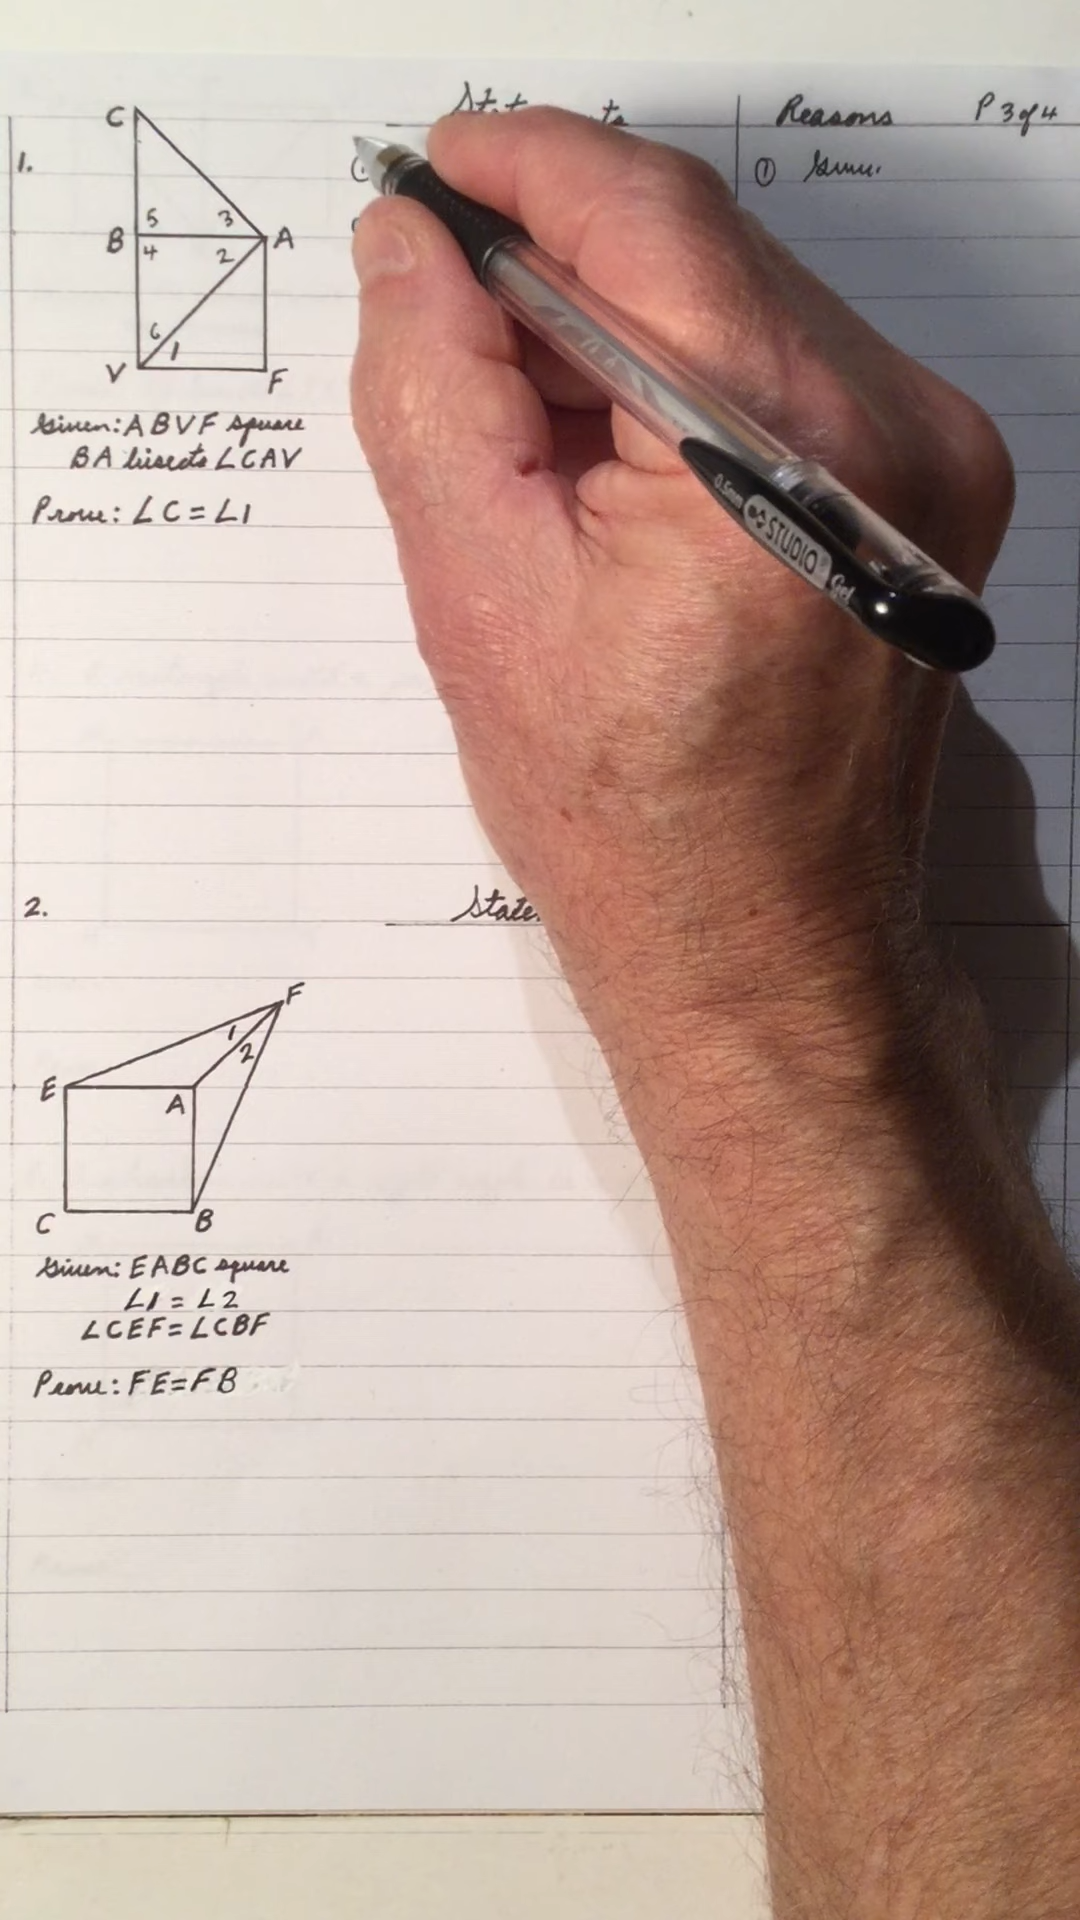 Reasons
P 3 of 4
1.
C
① Given.
5
3
B
A
4
2
6
1
V
F
Given: ABVF square
BA bisects ∠CAV
Prove: ∠C = ∠1
0.5mm STUDIO Gel
2.
F
1
2
E
A
C
B
Given: EABC square
∠1 = ∠2
∠CEF = ∠CBF
Prove: FE = FB